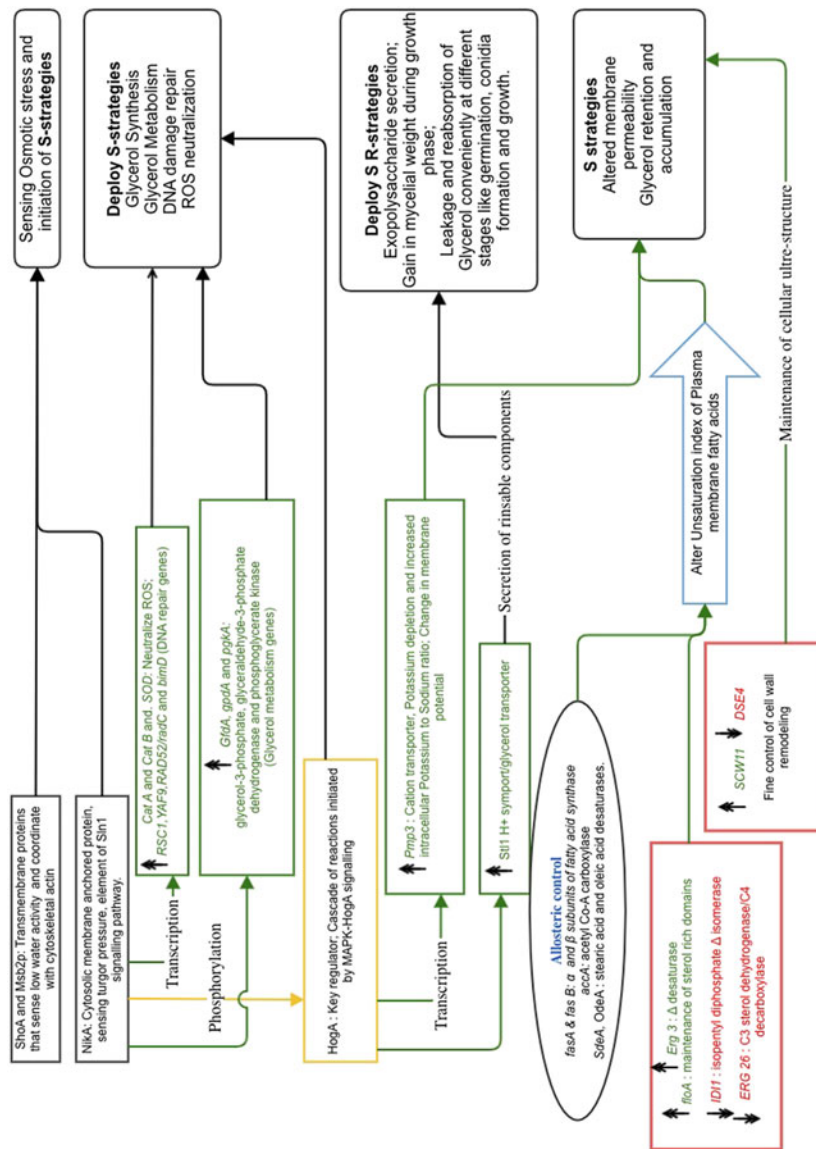 ShoA and Msb2p: Transmembrane proteins
that sense low water activity and coordinate
with cytoskeletal actin
Sensing Osmotic stress and
initiation of S-strategies
NikA: Cytosolic membrane anchored protein,
sensing turgor pressure, element of Sln1
signalling pathway.
Transcription
Cat A and Cat B and, SOD: Neutralize ROS;
RSC1,YAF9,RAD52/radC and bimD (DNA repair genes)
Deploy S-strategies
Glycerol Synthesis
Glycerol Metabolism
DNA damage repair
ROS neutralization
Phosphorylation
GfdA, gpdA and pgkA:
glycerol-3-phosphate, glyceraldehyde-3-phosphate
dehydrogenase and phosphoglycerate kinase
(Glycerol metabolism genes)
HogA : Key regulator; Cascade of reactions initiated
by MAPK-HogA signalling
Transcription
Pmp3 : Cation transporter, Potassium depletion and increased
intracellular Potassium to Sodium ratio; Change in membrane
potential
Deploy S R-strategies
Exopolysaccharide secretion;
Gain in mycelial weight during growth
phase;
Leakage and reabsorption of
Glycerol conveniently at different
stages like germination, conidia
formation and growth.
Stl1 H+ symport/glycerol transporter
Secretion of rinsable components
Allosteric control
fasA & fas B: α and β subunits of fatty acid synthase
accA: acetyl Co-A carboxylase
SdeA, OdeA : stearic acid and oleic acid desaturases.
Alter Unsaturation index of Plasma
membrane fatty acids
S strategies
Altered membrane
permeability
Glycerol retention and
accumulation
Erg 3 : Δ desaturase
floA : maintenance of sterol rich domains
IDI1 : isopentyl diphosphate Δ isomerase
ERG 26 : C3 sterol dehydrogenase/C4
decarboxylase
SCW11 DSE4
Fine control of cell wall
remodeling
Maintenance of cellular ultre-structure